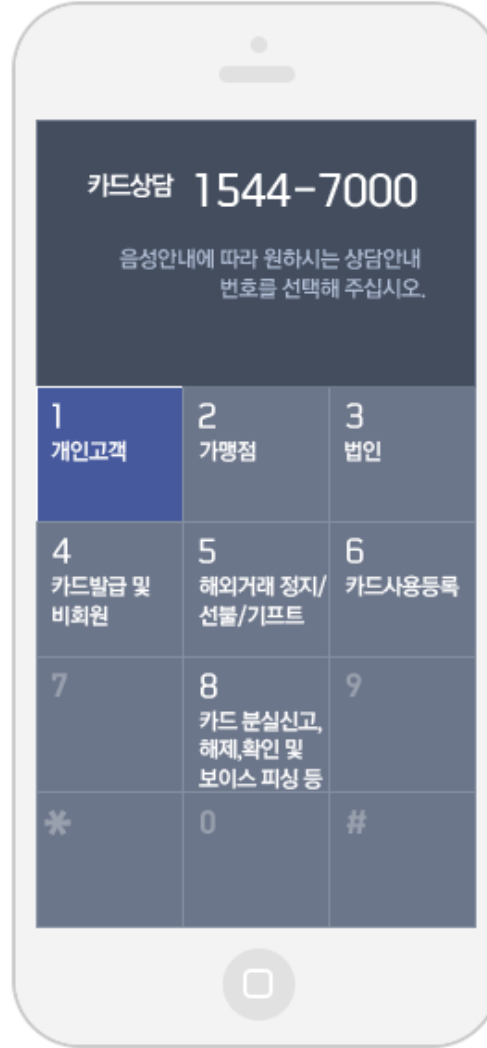 카드상담 1544-7000
음성안내에 따라 원하시는 상담안내
번호를 선택해 주십시오.
1
개인고객
2
가맹점
3
법인
4
카드발급 및
비회원
5
해외거래 정지/
선불/기프트
6
카드사용등록
7
8
카드 분실신고,
해제,확인 및
보이스 피싱 등
9
*
0
#